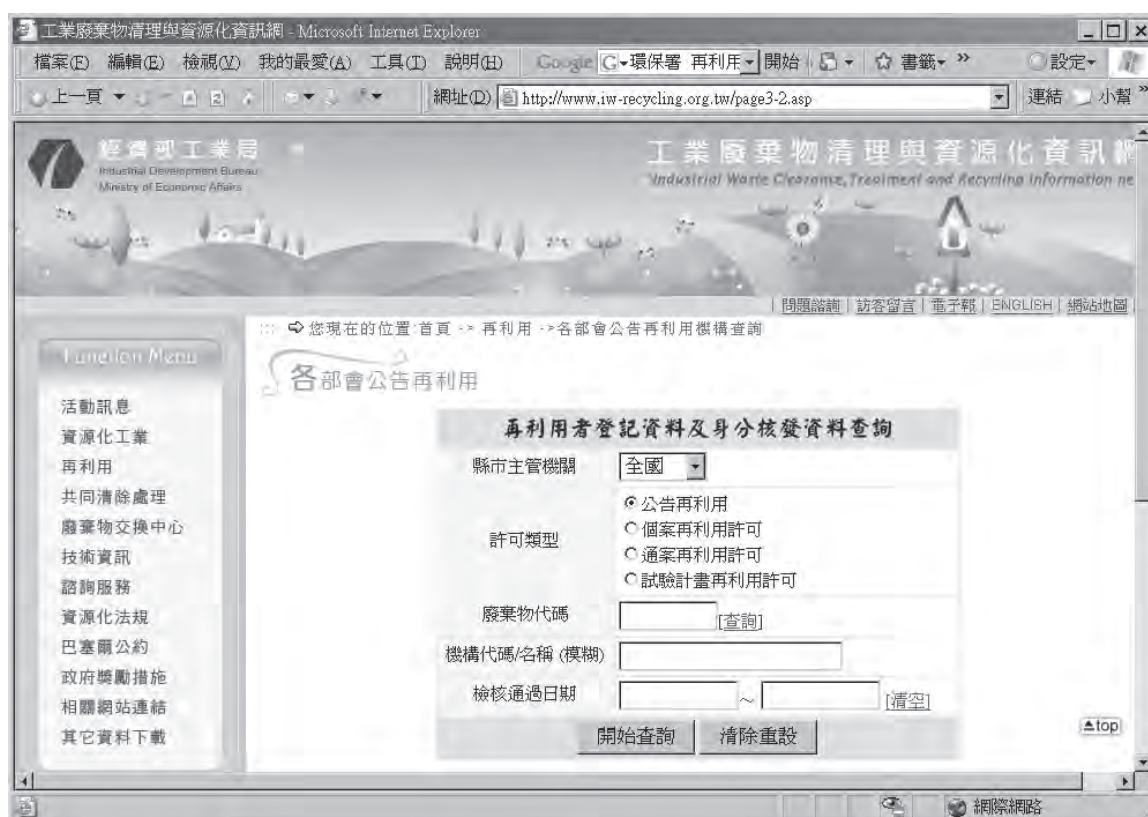 工業廢棄物清理與資源化資訊網 - Microsoft Internet Explorer
檔案(F) 編輯(E) 檢視(V) 我的最愛(A) 工具(T) 說明(H) Google G 環保署 再利用 開始 書籤 » 設定
上一頁 網址(D) http://www.iw-recycling.org.tw/page3-2.asp 連結 小幫 »
經濟部工業局
Industrial Development Bureau
Ministry of Economic Affairs
工業廢棄物清理與資源化資訊網
Industrial Waste Clearance, Treatment and Recycling Information ne
| 問題諮詢 | 訪客留言 | 電子報 | ENGLISH | 網站地圖
您現在的位置:首頁 -> 再利用 ->各部會公告再利用機構查詢
Function Menu
活動訊息
資源化工業
再利用
共同清除處理
廢棄物交換中心
技術資訊
諮詢服務
資源化法規
巴塞爾公約
政府獎勵措施
相關網站連結
其它資料下載
各部會公告再利用
再利用者登記資料及身分核發資料查詢
縣市主管機關 全國
許可類型
公告再利用
個案再利用許可
通案再利用許可
試驗計畫再利用許可
廢棄物代碼 [查詢]
機構代碼/名稱 (模糊)
檢核通過日期 ~ [清空]
開始查詢 清除重設
top
網際網路